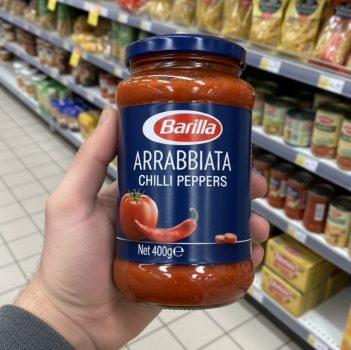 Barilla
ARRABBIATA
CHILLI PEPPERS
Net 400g℮